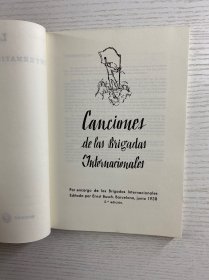 Canciones
de las Brigadas
Internacionales
Por encargo de las Brigadas Internacionales
Editado por Ernst Busch. Barcelona, junio 1938
5.ª edición